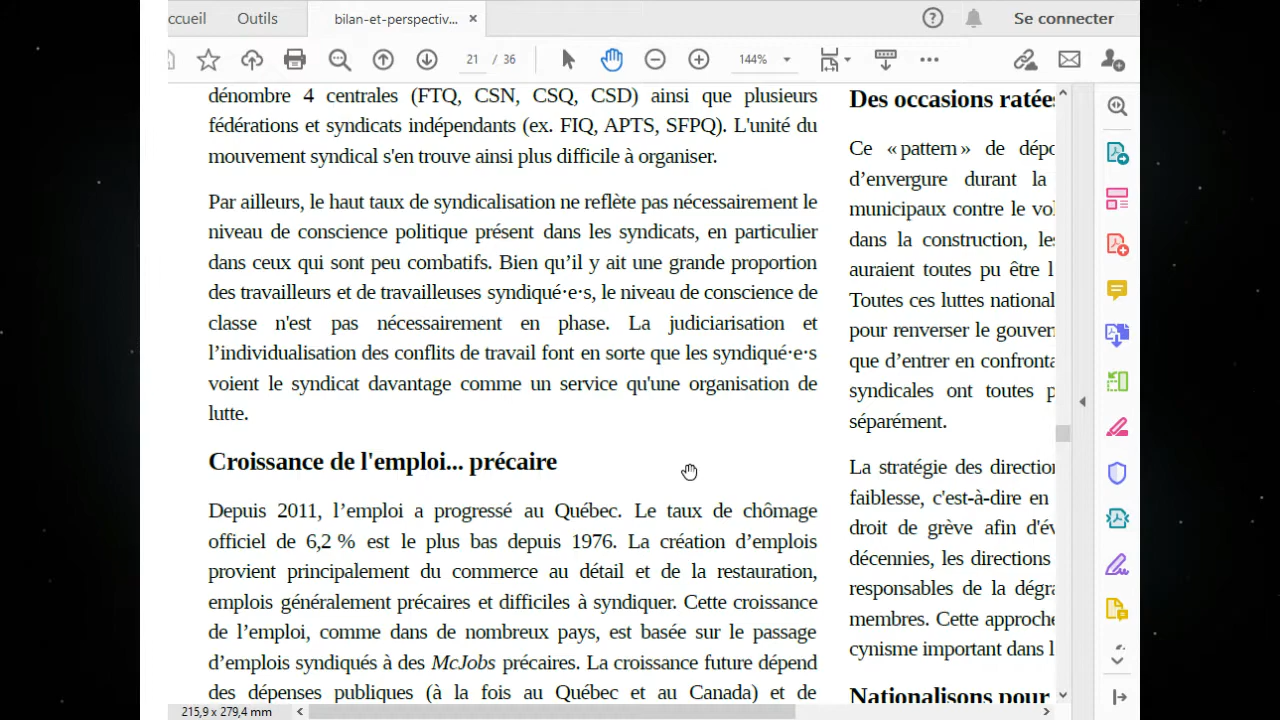 ccueil
Outils
bilan-et-perspectiv... ×
Se connecter
21 / 36
144%
dénombre 4 centrales (FTQ, CSN, CSQ, CSD) ainsi que plusieurs
fédérations et syndicats indépendants (ex. FIQ, APTS, SFPQ). L'unité du
mouvement syndical s'en trouve ainsi plus difficile à organiser.
Par ailleurs, le haut taux de syndicalisation ne reflète pas nécessairement le
niveau de conscience politique présent dans les syndicats, en particulier
dans ceux qui sont peu combatifs. Bien qu’il y ait une grande proportion
des travailleurs et de travailleuses syndiqué·e·s, le niveau de conscience de
classe n'est pas nécessairement en phase. La judiciarisation et
l’individualisation des conflits de travail font en sorte que les syndiqué·e·s
voient le syndicat davantage comme un service qu'une organisation de
lutte.
Croissance de l'emploi... précaire
Depuis 2011, l’emploi a progressé au Québec. Le taux de chômage
officiel de 6,2 % est le plus bas depuis 1976. La création d’emplois
provient principalement du commerce au détail et de la restauration,
emplois généralement précaires et difficiles à syndiquer. Cette croissance
de l’emploi, comme dans de nombreux pays, est basée sur le passage
d’emplois syndiqués à des McJobs précaires. La croissance future dépend
des dépenses publiques (à la fois au Québec et au Canada) et de
Des occasions ratées
Ce « pattern » de dépo
d’envergure durant la
municipaux contre le vol
dans la construction, les
auraient toutes pu être l
Toutes ces luttes national
pour renverser le gouvern
que d’entrer en confronta
syndicales ont toutes p
séparément.
La stratégie des direction
faiblesse, c'est-à-dire en
droit de grève afin d'év
décennies, les directions
responsables de la dégra
membres. Cette approche
cynisme important dans l
Nationalisons pour
215,9 x 279,4 mm